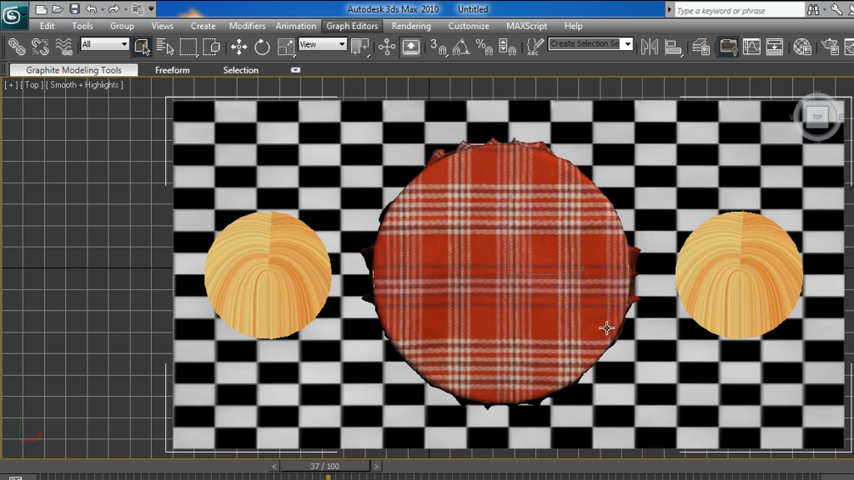 Autodesk 3ds Max 2010 Untitled
Type a keyword or phrase
Edit Tools Group Views Create Modifiers Animation Graph Editors Rendering Customize MAXScript Help
All View Create Selection Se
Graphite Modeling Tools Freeform Selection
[ + ] [ Top ] [ Smooth + Highlights ]
TOP
< 37 / 100 >